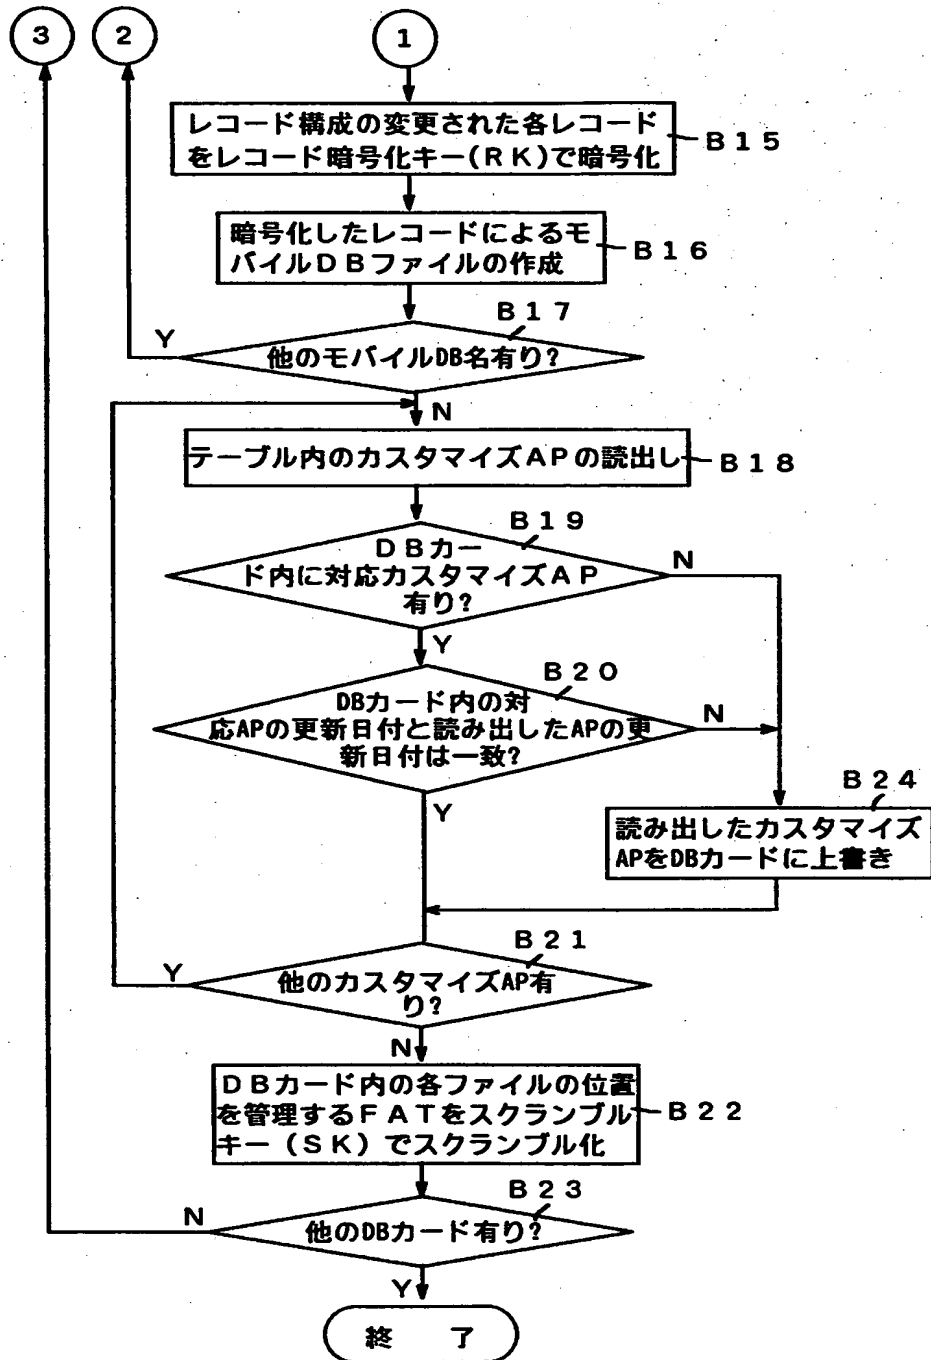 3
2
1
レコード構成の変更された各レコード
をレコード暗号化キー(RK)で暗号化
B15
暗号化したレコードによるモ
バイルDBファイルの作成
B16
B17
Y
他のモバイルDB名有り?
N
テーブル内のカスタマイズAPの読出し
B18
B19
DBカー
ド内に対応カスタマイズAP
有り?
N
Y
B20
DBカード内の対
応APの更新日付と読み出したAPの更
新日付は一致?
N
Y
B24
読み出したカスタマイズ
APをDBカードに上書き
B21
Y
他のカスタマイズAP有
り?
N
DBカード内の各ファイルの位置
を管理するFATをスクランブル
キー(SK)でスクランブル化
B22
B23
N
他のDBカード有り?
Y
終 了